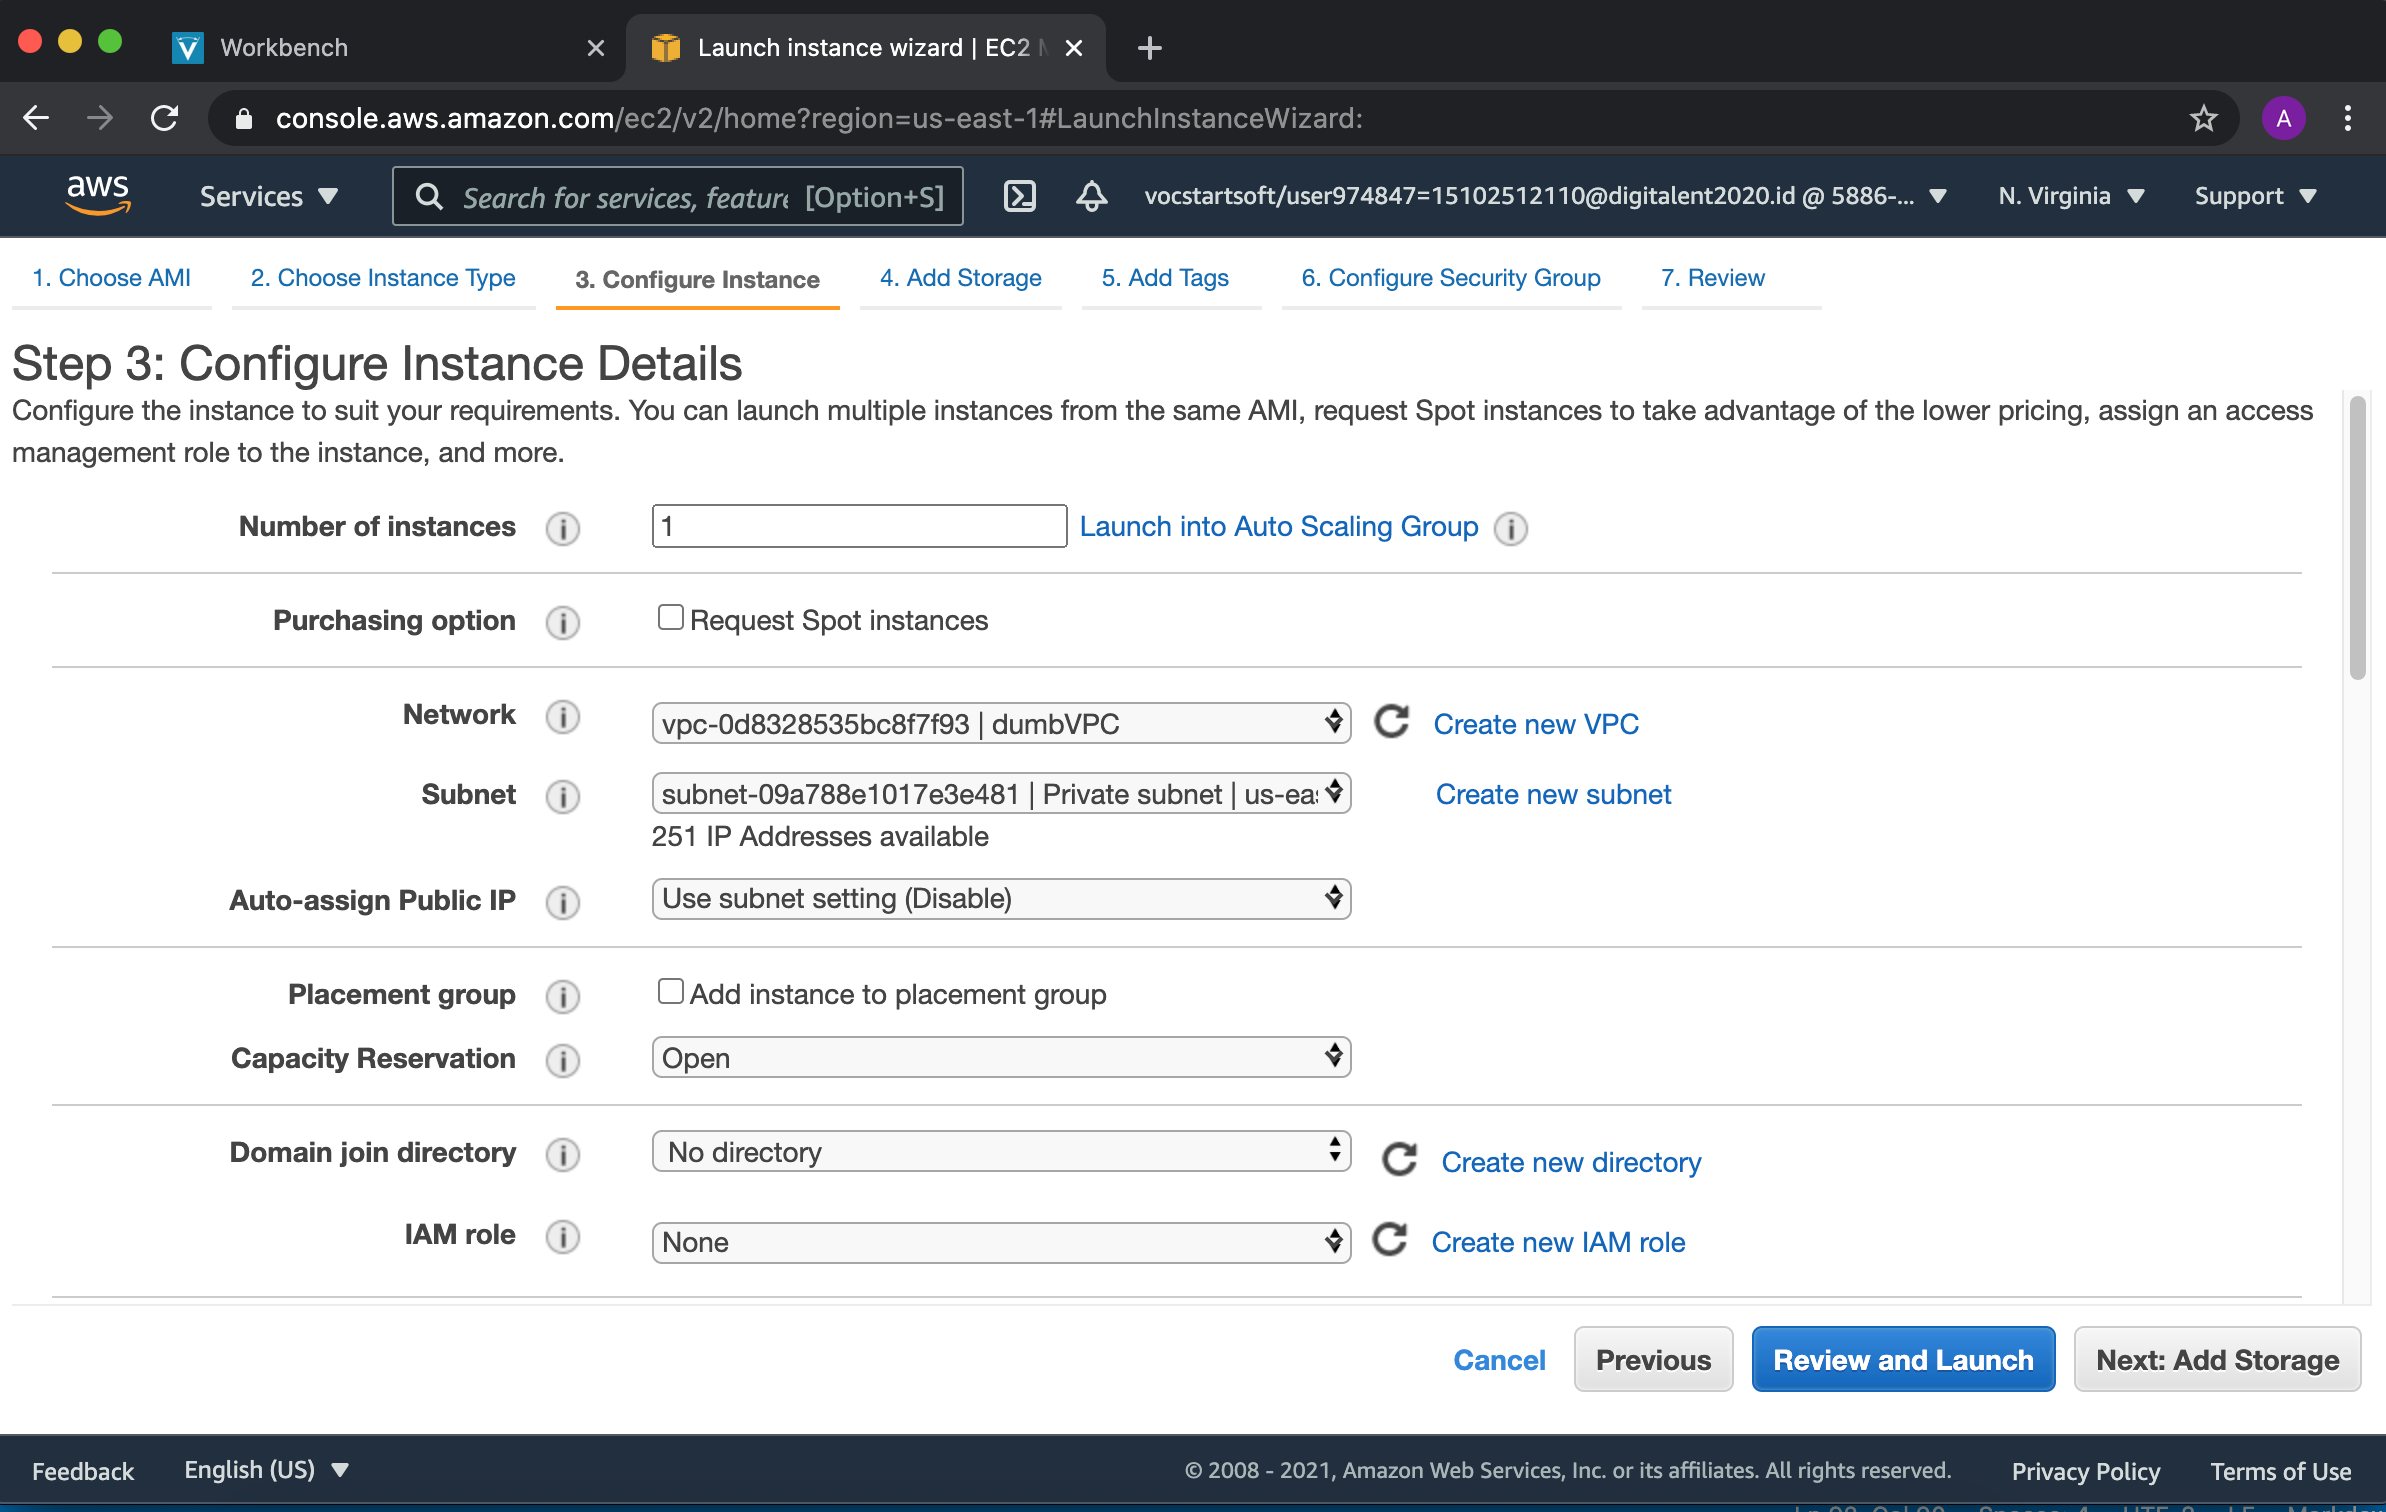 Workbench
Launch instance wizard | EC2 M
console.aws.amazon.com/ec2/v2/home?region=us-east-1#LaunchInstanceWizard:
A
aws
Services
Search for services, feature [Option+S]
vocstartsoft/user974847=15102512110@digitalent2020.id @ 5886-...
N. Virginia
Support
1. Choose AMI
2. Choose Instance Type
3. Configure Instance
4. Add Storage
5. Add Tags
6. Configure Security Group
7. Review
Step 3: Configure Instance Details
Configure the instance to suit your requirements. You can launch multiple instances from the same AMI, request Spot instances to take advantage of the lower pricing, assign an access
management role to the instance, and more.
Number of instances
1
Launch into Auto Scaling Group
Purchasing option
Request Spot instances
Network
vpc-0d8328535bc8f7f93 | dumbVPC
Create new VPC
Subnet
subnet-09a788e1017e3e481 | Private subnet | us-eas
Create new subnet
251 IP Addresses available
Auto-assign Public IP
Use subnet setting (Disable)
Placement group
Add instance to placement group
Capacity Reservation
Open
Domain join directory
No directory
Create new directory
IAM role
None
Create new IAM role
Cancel
Previous
Review and Launch
Next: Add Storage
Feedback
English (US)
© 2008 - 2021, Amazon Web Services, Inc. or its affiliates. All rights reserved.
Privacy Policy
Terms of Use